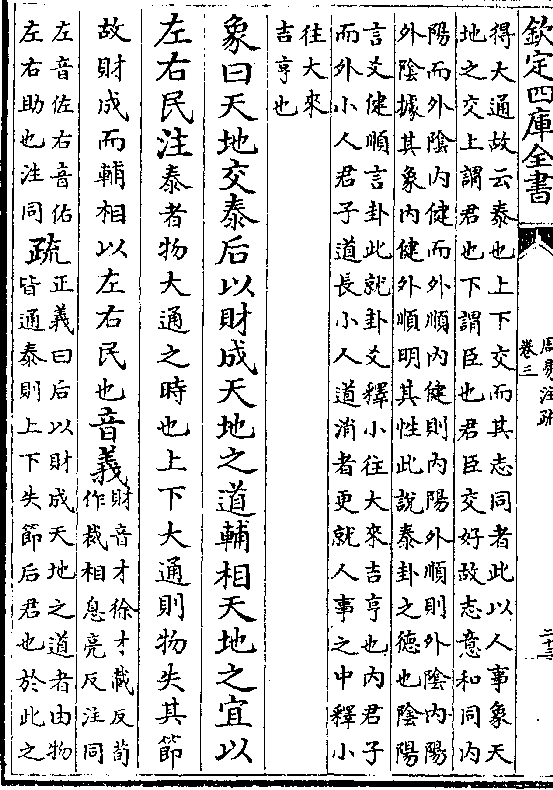 欽定四庫全書
周易注疏
卷三
二十三
得大通故云泰也上下交而其志同者此以人事象天
地之交上謂君也下謂臣也君臣交好故志意和同內
陽而外陰內健而外順內健則內陽外順則外陰內陽
外陰據其象內健外順明其性此說泰卦之德也陰陽
言爻健順言卦此就卦爻釋小往大來吉亨也內君子
而外小人君子道長小人道消者更就人事之中釋小
往大來
吉亨也
象曰天地交泰后以財成天地之道輔相天地之宜以
左右民注泰者物大通之時也上下大通則物失其節
故財成而輔相以左右民也音義
財音才徐才載反荀
作裁相息亮反注同
左音佐右音佑
左右助也注同
疏
正義曰后以財成天地之道者由物
皆通泰則上下失節后君也於此之